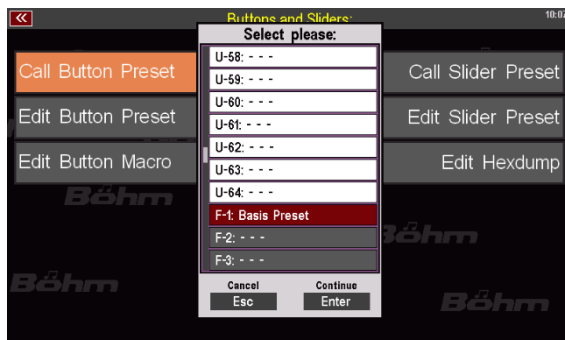 Buttons and Sliders:
10:07
Select please:
Call Button Preset
Edit Button Preset
Edit Button Macro
U-58: - - -
U-59: - - -
U-60: - - -
U-61: - - -
U-62: - - -
U-63: - - -
U-64: - - -
F-1: Basis Preset
F-2: - - -
F-3: - - -
Cancel Continue
Esc Enter
Call Slider Preset
Edit Slider Preset
Edit Hexdump
Böhm
Böhm
Böhm
Böhm